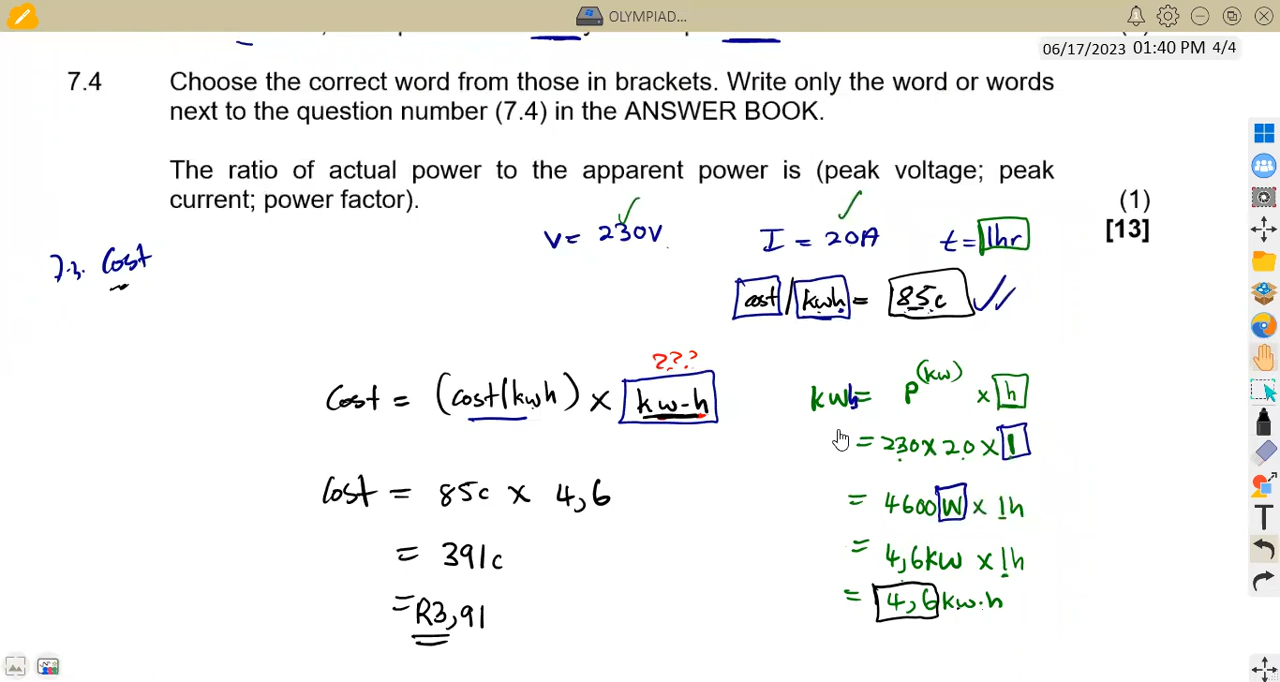 OLYMPIAD...
06/17/2023 01:40 PM 4/4
7.4 Choose the correct word from those in brackets. Write only the word or words
next to the question number (7.4) in the ANSWER BOOK.
The ratio of actual power to the apparent power is (peak voltage; peak
current; power factor). (1)
[13]
V = 230V. I = 20A t = 1hr
7.3. Cost
cost / kwh = 85c
???
Cost = (cost/kwh) × kw-h
kwh = P(kw) × h
= 230 × 20 × 1
Cost = 85c × 4,6
= 4600W × 1h
= 391c
= 4,6kW × 1h
= R3,91
= 4,6kw.h
T